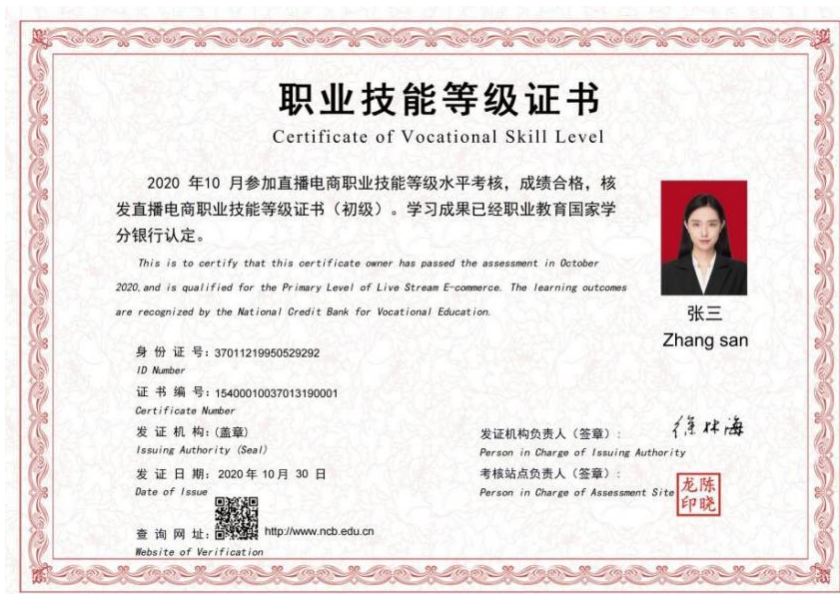 职业技能等级证书
Certificate of Vocational Skill Level
2020 年10 月参加直播电商职业技能等级水平考核，成绩合格，核
发直播电商职业技能等级证书（初级）。学习成果已经职业教育国家学
分银行认定。
This is to certify that this certificate owner has passed the assessment in October
2020,and is qualified for the Primary Level of Live Stream E-commerce. The learning outcomes
are recognized by the National Credit Bank for Vocational Education.
张三
Zhang san
身 份 证 号: 37011219950529292
ID Number
证 书 编 号: 15400010037013190001
Certificate Number
发 证 机 构: (盖章)
Issuing Authority (Seal)
发 证 日 期: 2020 年 10 月 30 日
Date of Issue
查 询 网 址: http://www.ncb.edu.cn
Website of Verification
发证机构负责人（签章）: 徐林海
Person in Charge of Issuing Authority
考核站点负责人（签章）:
Person in Charge of Assessment Site
陈晓龙印